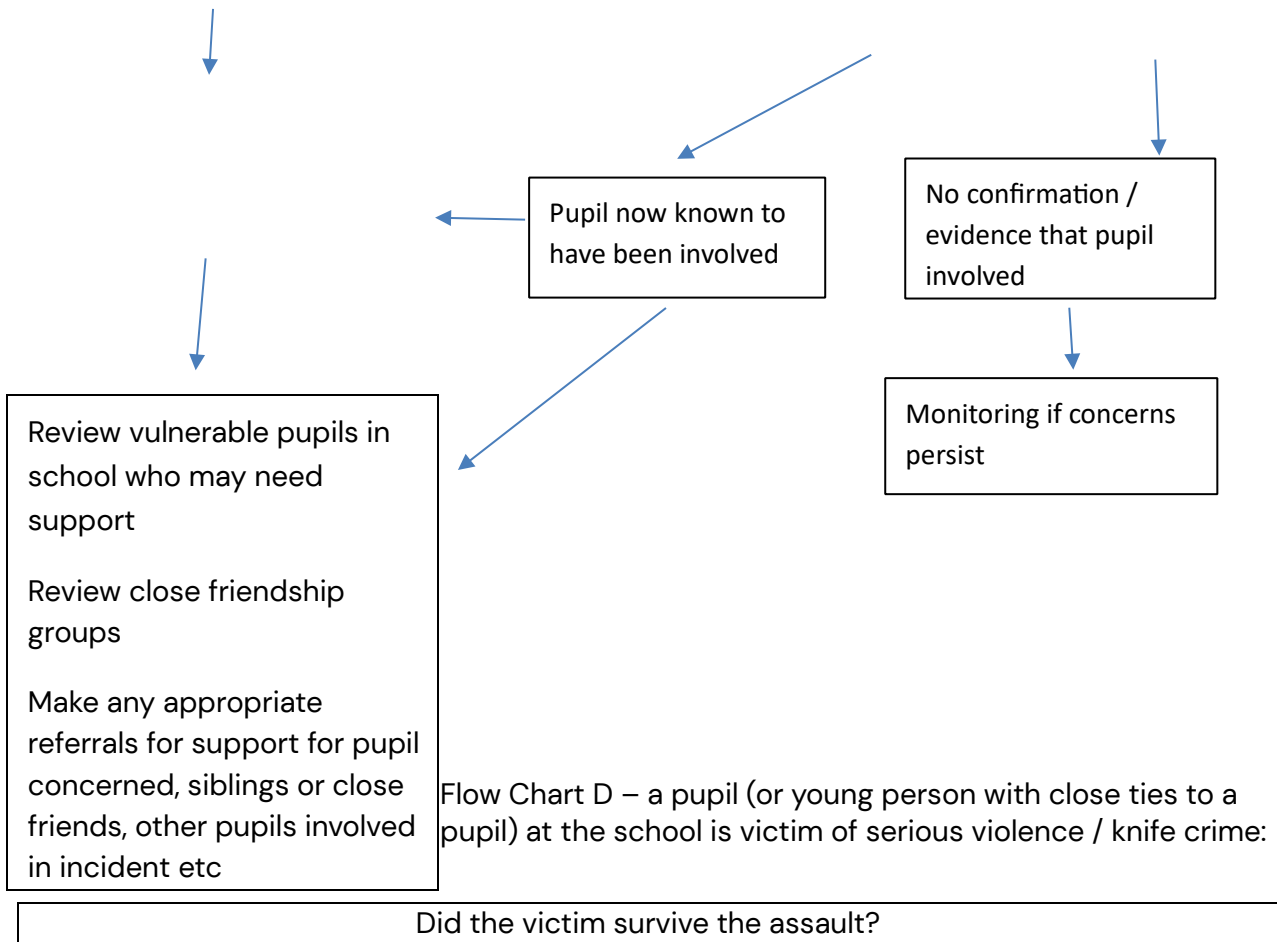 Pupil now known to
have been involved
No confirmation /
evidence that pupil
involved
Monitoring if concerns
persist
Review vulnerable pupils in
school who may need
support
Review close friendship
groups
Make any appropriate
referrals for support for pupil
concerned, siblings or close
friends, other pupils involved
in incident etc
Flow Chart D – a pupil (or young person with close ties to a
pupil) at the school is victim of serious violence / knife crime:
Did the victim survive the assault?